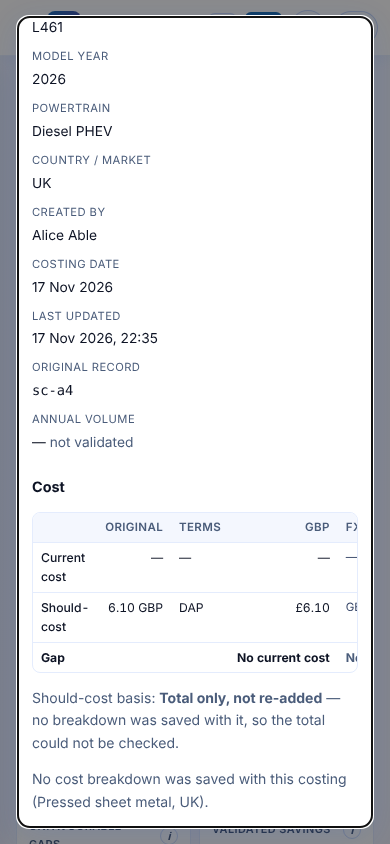 L461
MODEL YEAR
2026
POWERTRAIN
Diesel PHEV
COUNTRY / MARKET
UK
CREATED BY
Alice Able
COSTING DATE
17 Nov 2026
LAST UPDATED
17 Nov 2026, 22:35
ORIGINAL RECORD
sc-a4
ANNUAL VOLUME
— not validated
Cost
ORIGINAL TERMS GBP FX
Current cost — — — —
Should-cost 6.10 GBP DAP £6.10
Gap No current cost
Should-cost basis: Total only, not re-added —
no breakdown was saved with it, so the total
could not be checked.
No cost breakdown was saved with this costing
(Pressed sheet metal, UK).
VALIDATED SAVINGS